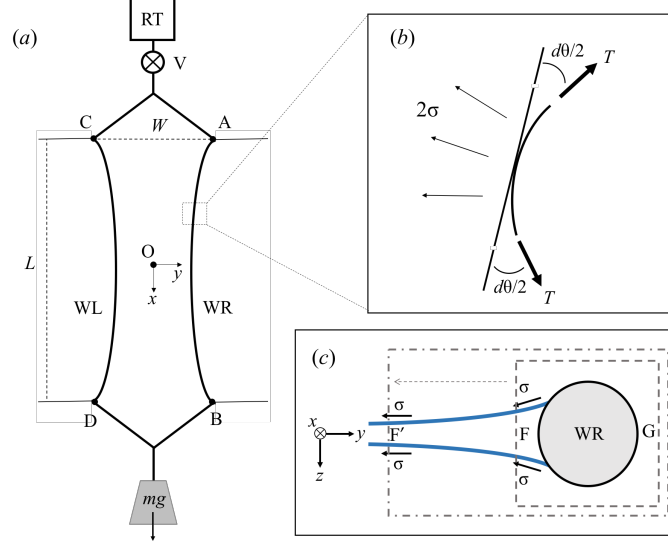 RT
(a)
V
C
W
A
L
O
y
x
WL
WR
D
B
mg
(b)
dθ/2
T
2σ
dθ/2
T
(c)
σ
σ
x
y
z
F′
F
WR
G
σ
σ